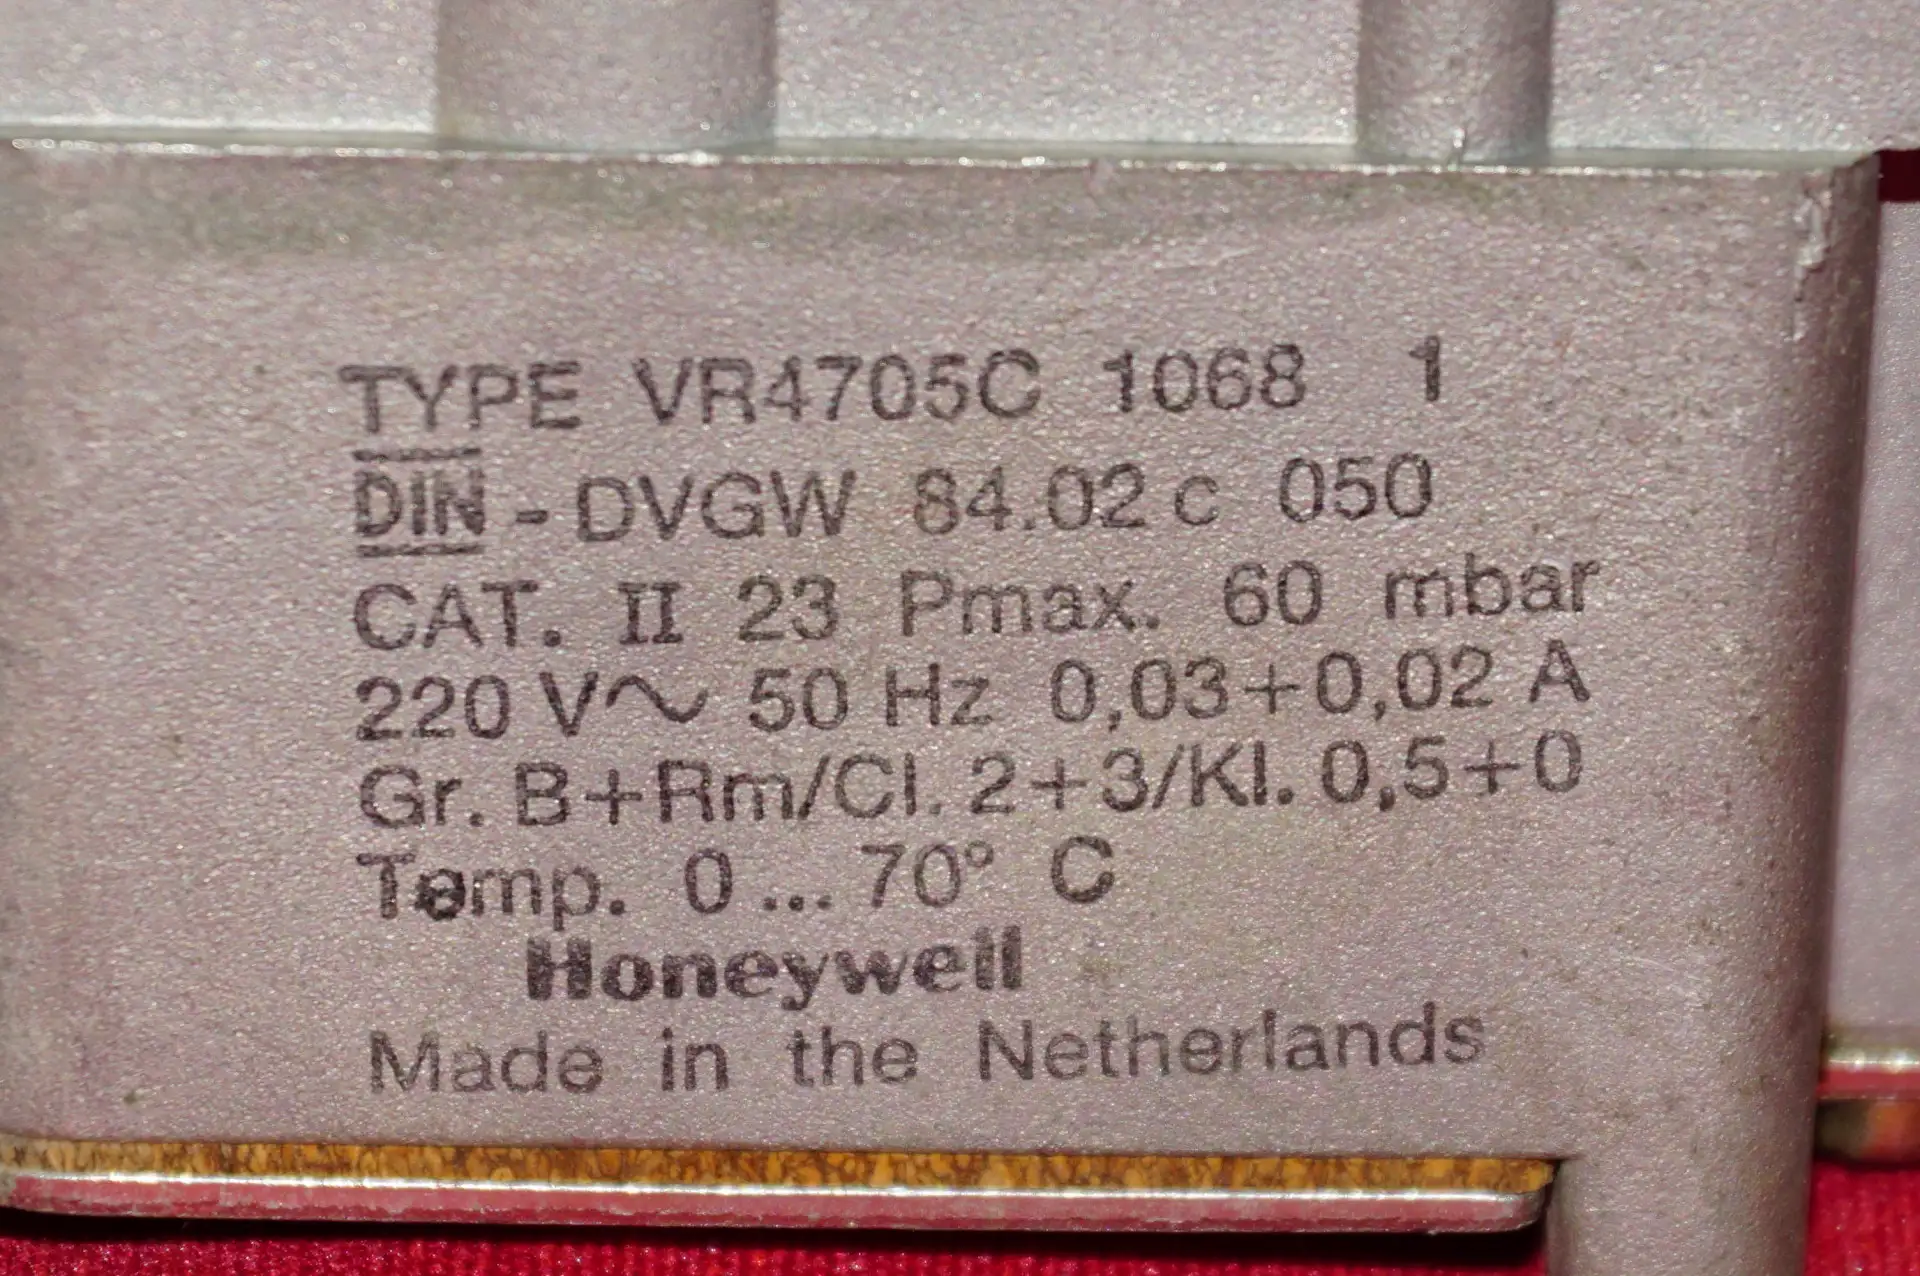 TYPE VR4705C 1068 1
DIN - DVGW 84.02 c 050
CAT. II 23 Pmax. 60 mbar
220 V~ 50 Hz 0,03+0,02 A
Gr. B+Rm/Cl. 2+3/Kl. 0,5+0
Temp. 0 ... 70° C
Honeywell
Made in the Netherlands